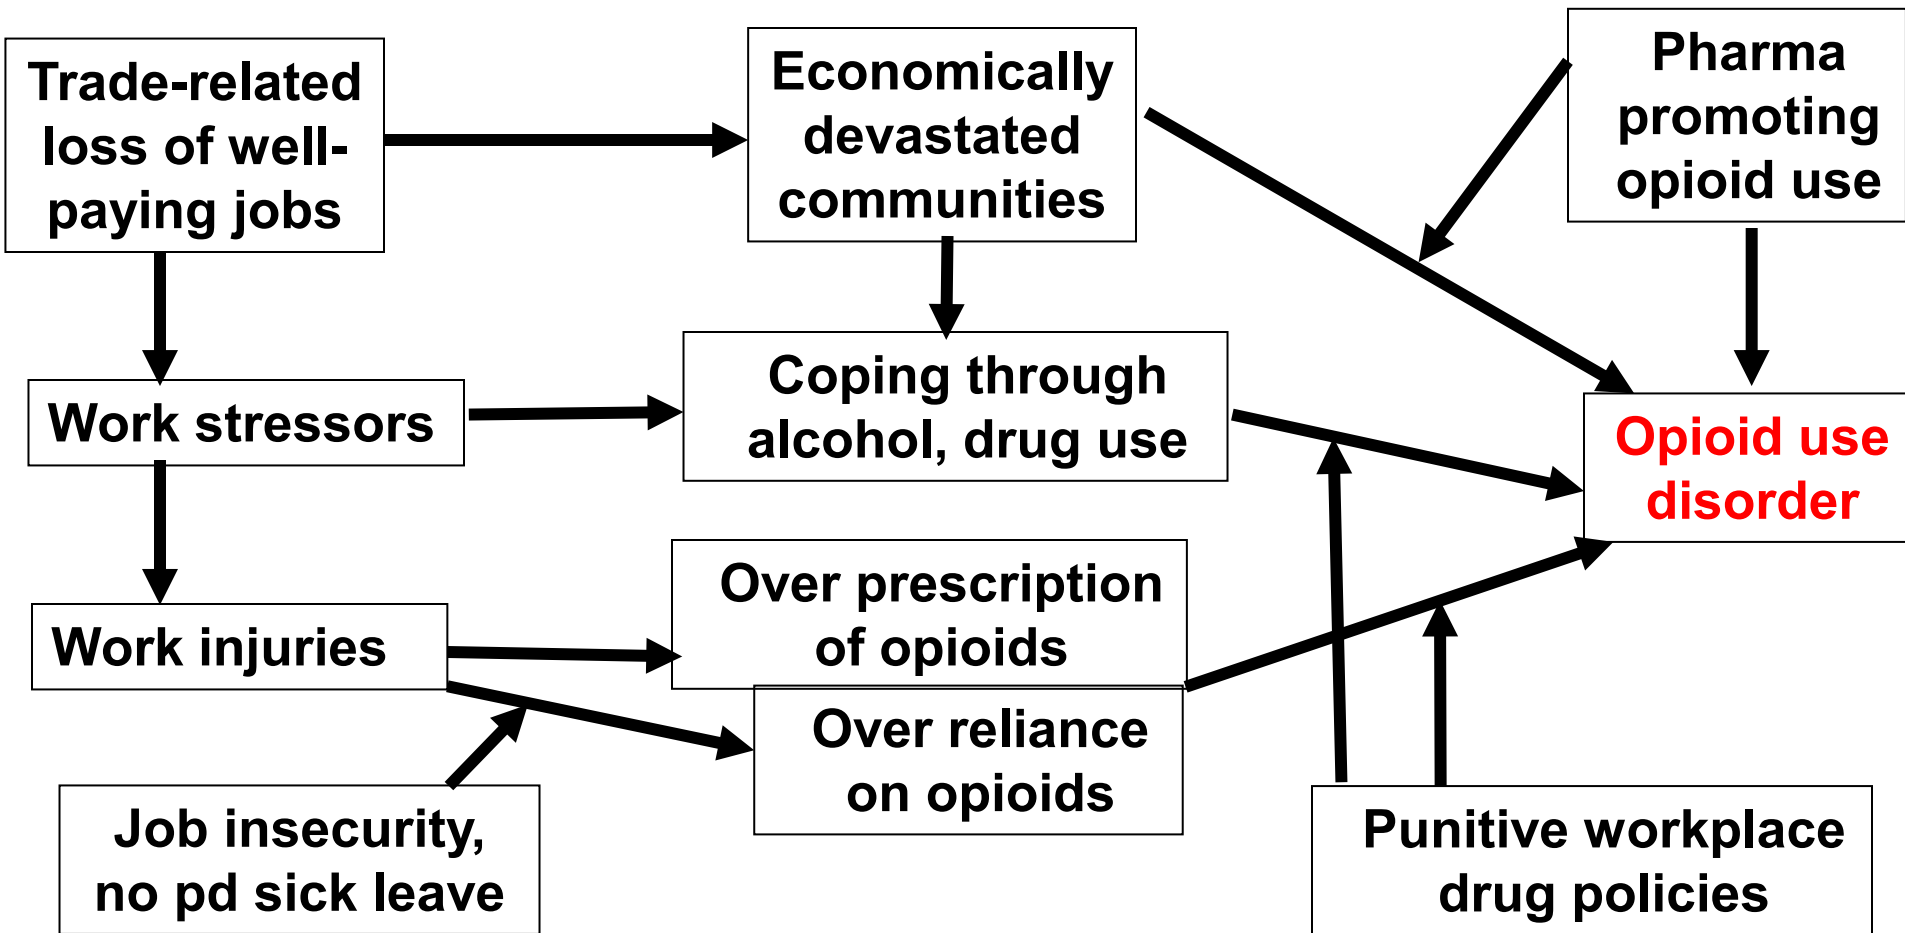 Trade-related
loss of well-
paying jobs
Economically
devastated
communities
Pharma
promoting
opioid use
Work stressors
Coping through
alcohol, drug use
Opioid use
disorder
Work injuries
Over prescription
of opioids
Over reliance
on opioids
Job insecurity,
no pd sick leave
Punitive workplace
drug policies